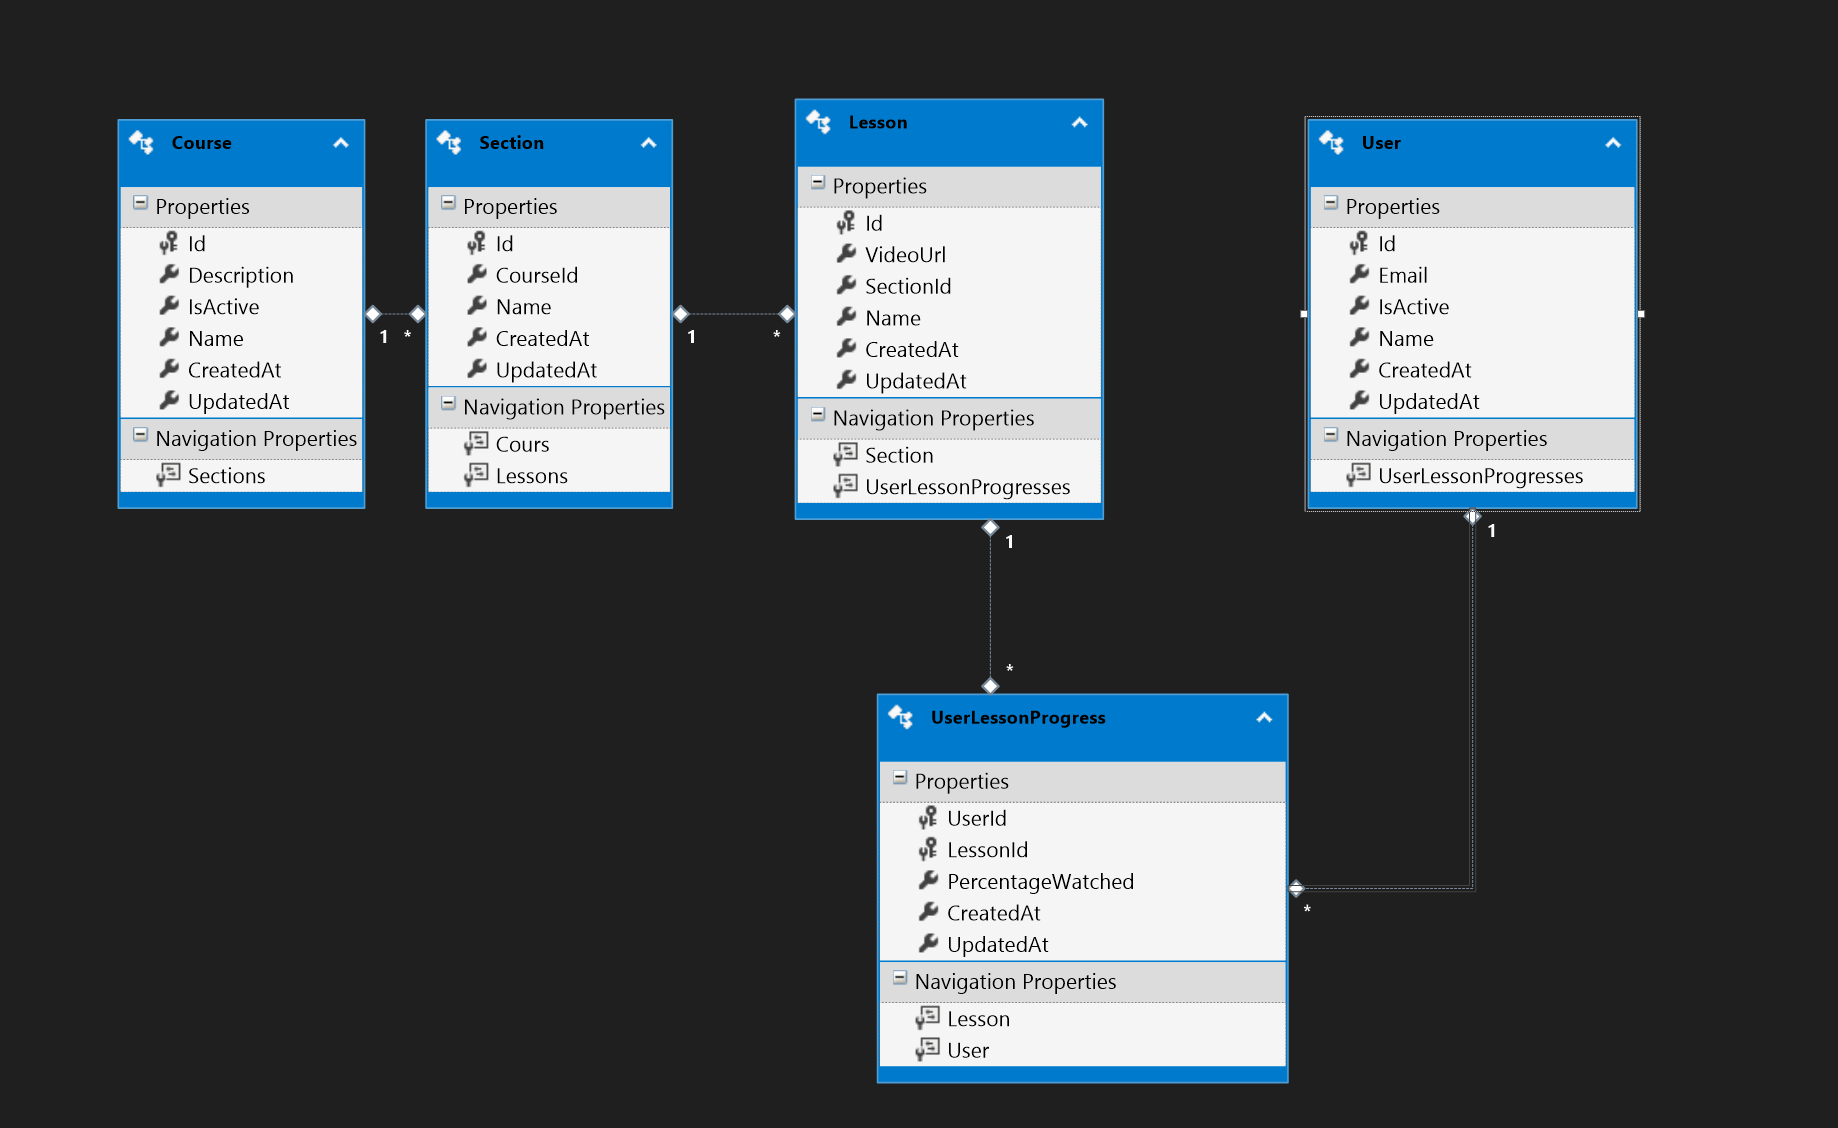 Course
Properties
Id
Description
IsActive
Name
CreatedAt
UpdatedAt
Navigation Properties
Sections
1 *
Section
Properties
Id
CourseId
Name
CreatedAt
UpdatedAt
Navigation Properties
Cours
Lessons
1 *
Lesson
Properties
Id
VideoUrl
SectionId
Name
CreatedAt
UpdatedAt
Navigation Properties
Section
UserLessonProgresses
1
*
User
Properties
Id
Email
IsActive
Name
CreatedAt
UpdatedAt
Navigation Properties
UserLessonProgresses
1
*
UserLessonProgress
Properties
UserId
LessonId
PercentageWatched
CreatedAt
UpdatedAt
Navigation Properties
Lesson
User